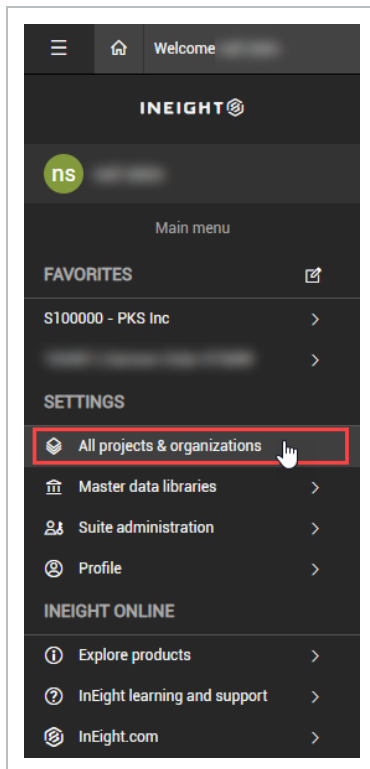 Welcome
INEIGHT
ns
Main menu
FAVORITES
S100000 - PKS Inc
SETTINGS
All projects & organizations
Master data libraries
Suite administration
Profile
INEIGHT ONLINE
Explore products
InEight learning and support
InEight.com